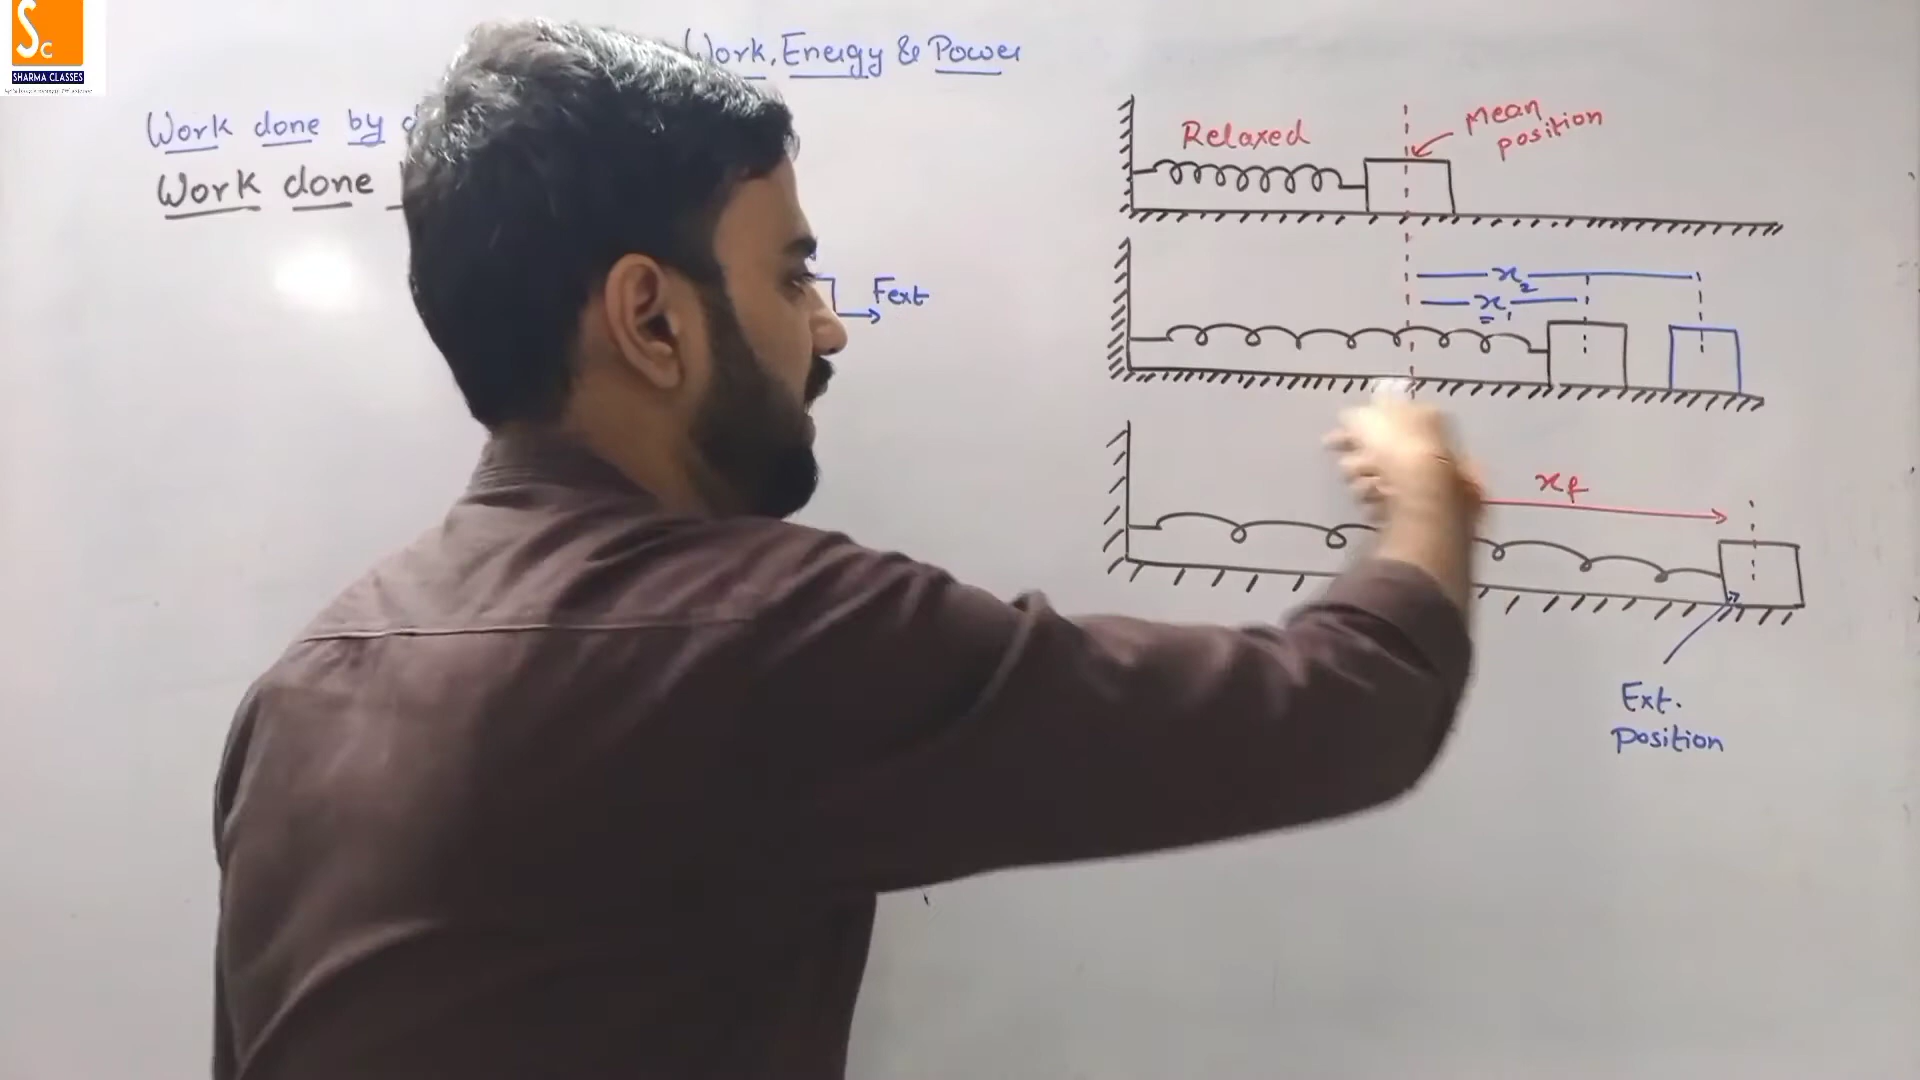 Sc
SHARMA CLASSES
Work, Energy & Power
Work done by
Work done
Fext
Relaxed
Mean
position
x₂
x₁
xf
Ext.
position